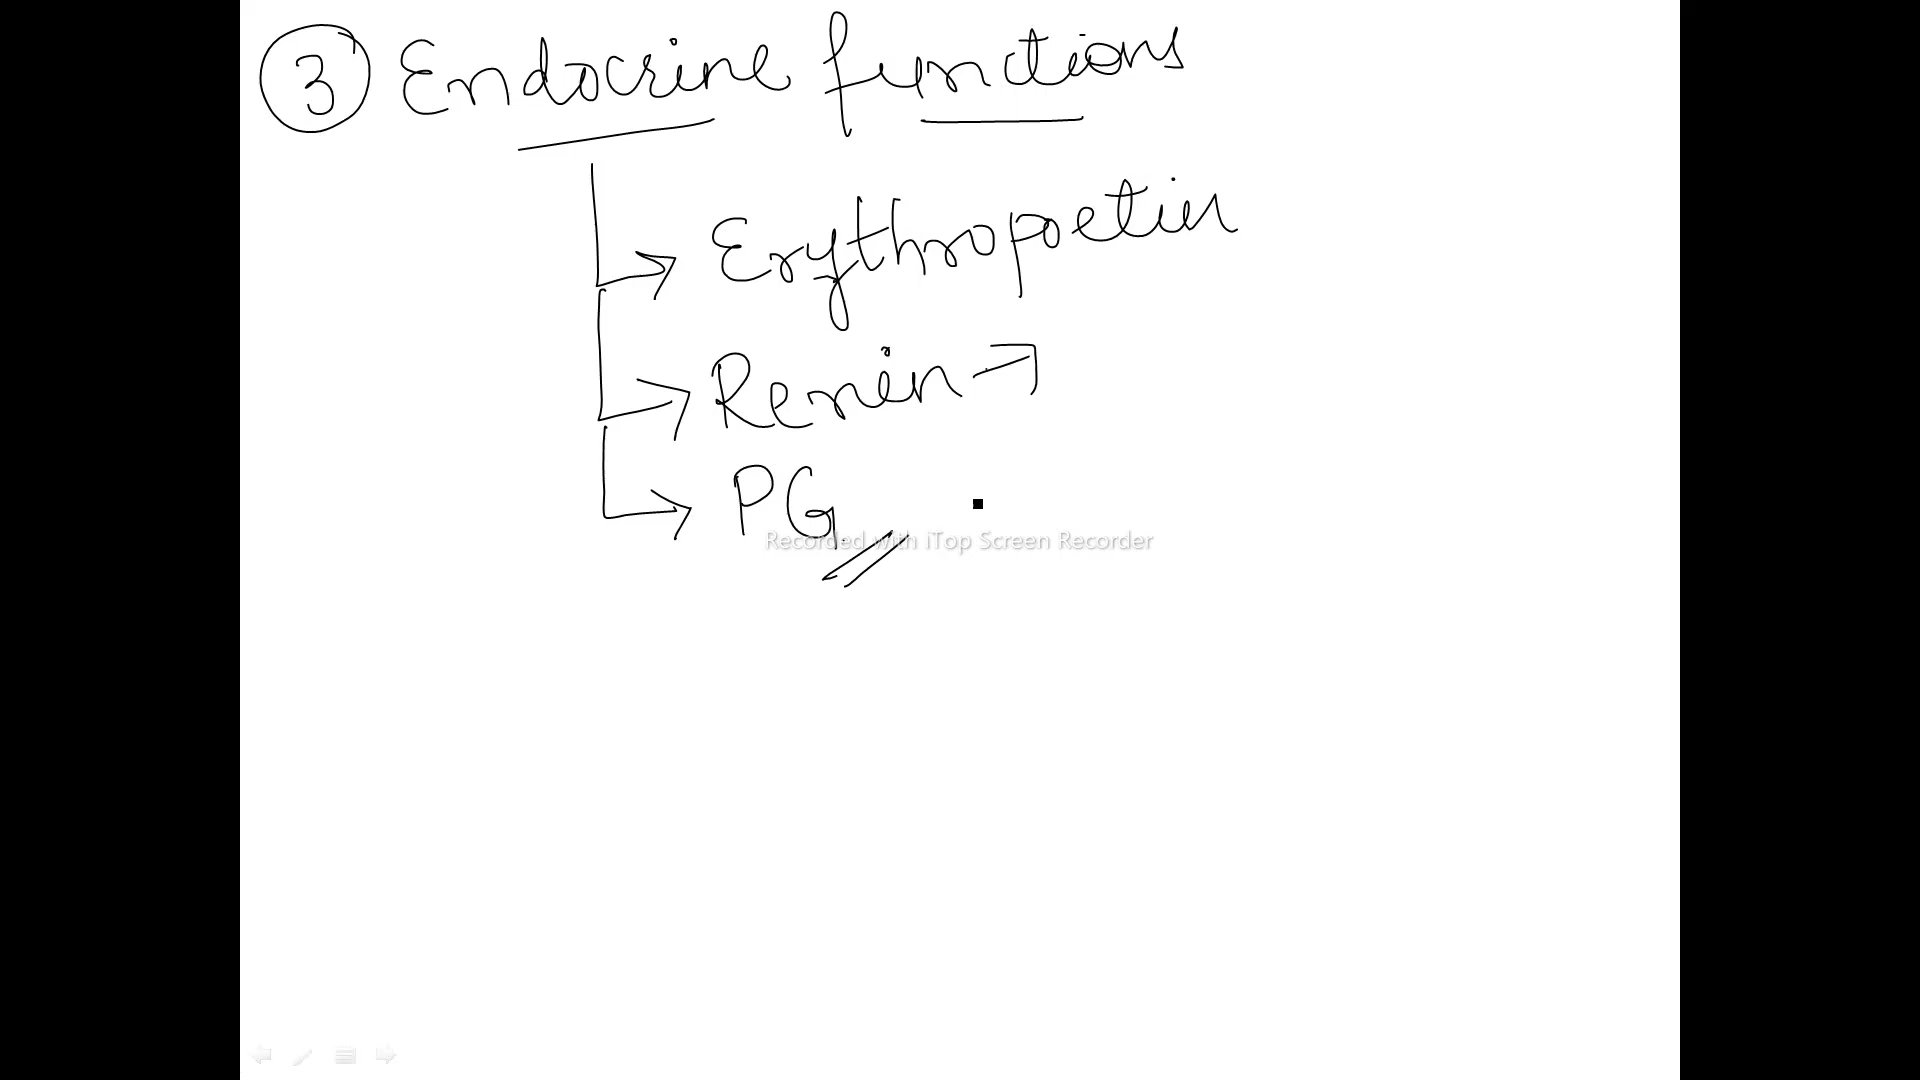 3 Endocrine functions
→ Erythropoetin
→ Renin →
→ PG
Recorded with iTop Screen Recorder